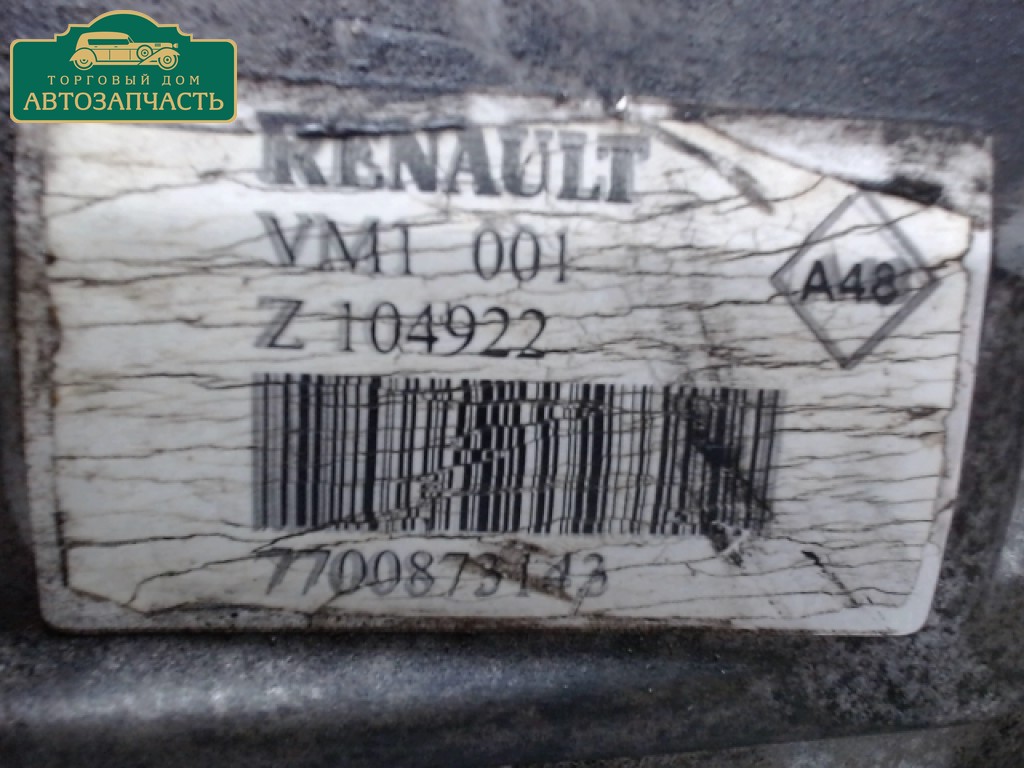 ТОРГОВЫЙ ДОМ
АВТОЗАПЧАСТЬ
RENAULT
VM1 001
A48
Z 104922
7700873143